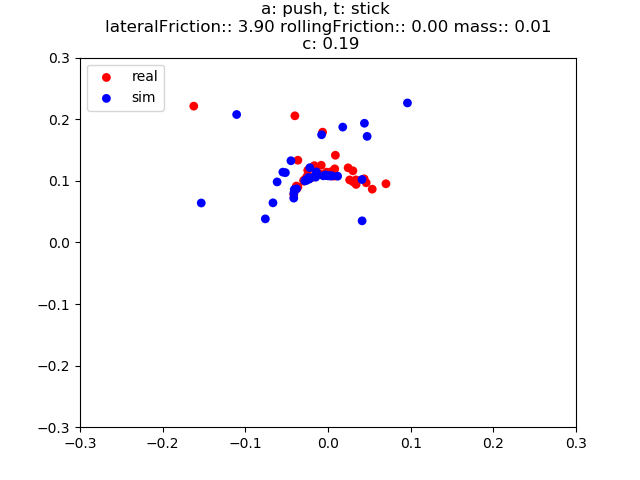 a: push, t: stick
lateralFriction:: 3.90 rollingFriction:: 0.00 mass:: 0.01
c: 0.19
real
sim
0.3
0.2
0.1
0.0
−0.1
−0.2
−0.3
−0.3
−0.2
−0.1
0.0
0.1
0.2
0.3